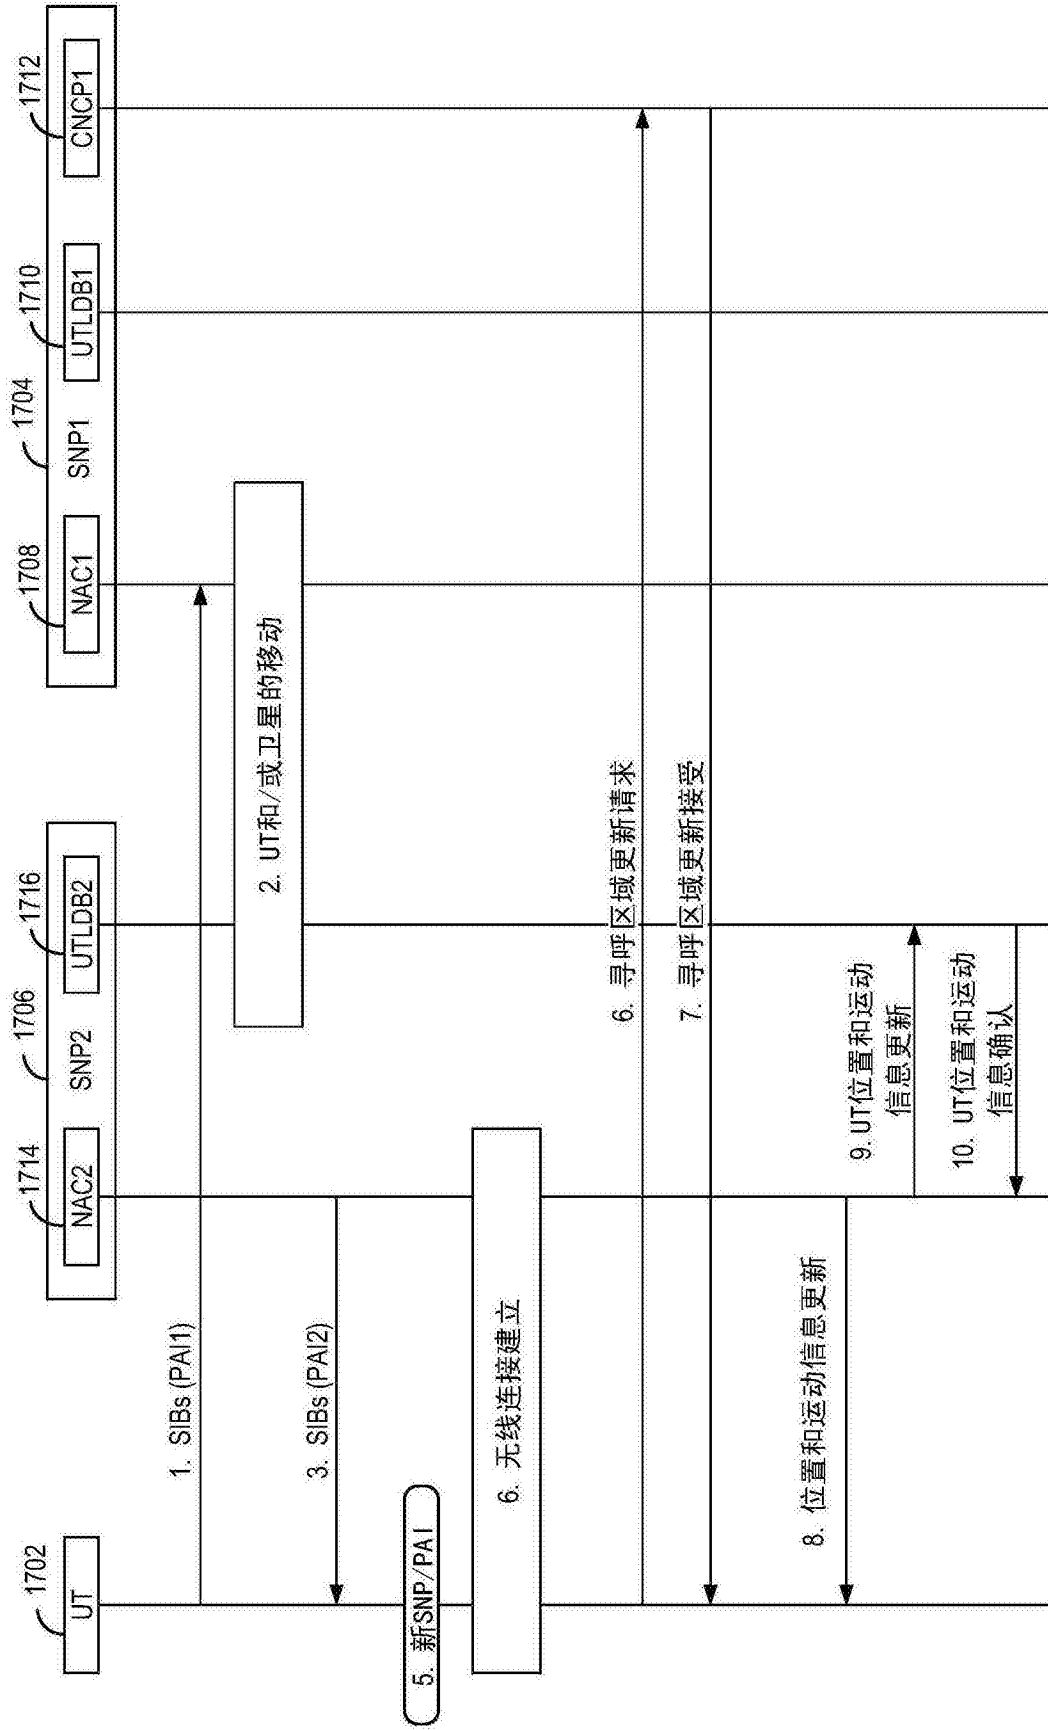 1702
UT
1714
NAC2
1706
SNP2
1716
UTLDB2
1708
NAC1
1704
SNP1
1710
UTLDB1
1712
CNCP1
1. SIBs (PAI1)
2. UT和/或卫星的移动
3. SIBs (PAI2)
5. 新SNP/PAI
6. 无线连接建立
6. 寻呼区域更新请求
7. 寻呼区域更新接受
8. 位置和运动信息更新
9.UT位置和运动
信息更新
10. UT位置和运动
信息确认